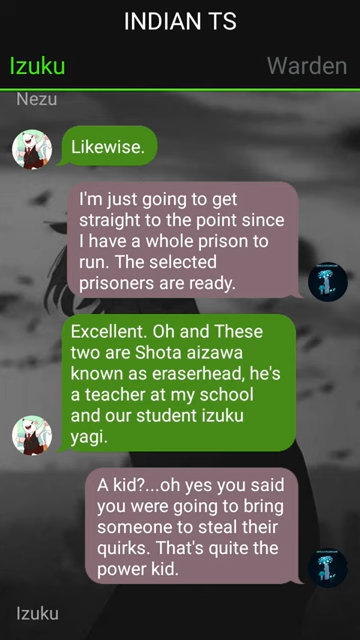 INDIAN TS
Izuku
Warden
Nezu
Likewise.
I'm just going to get
straight to the point since
I have a whole prison to
run. The selected
prisoners are ready.
Excellent. Oh and These
two are Shota aizawa
known as eraserhead, he's
a teacher at my school
and our student izuku
yagi.
A kid?...oh yes you said
you were going to bring
someone to steal their
quirks. That's quite the
power kid.
Izuku